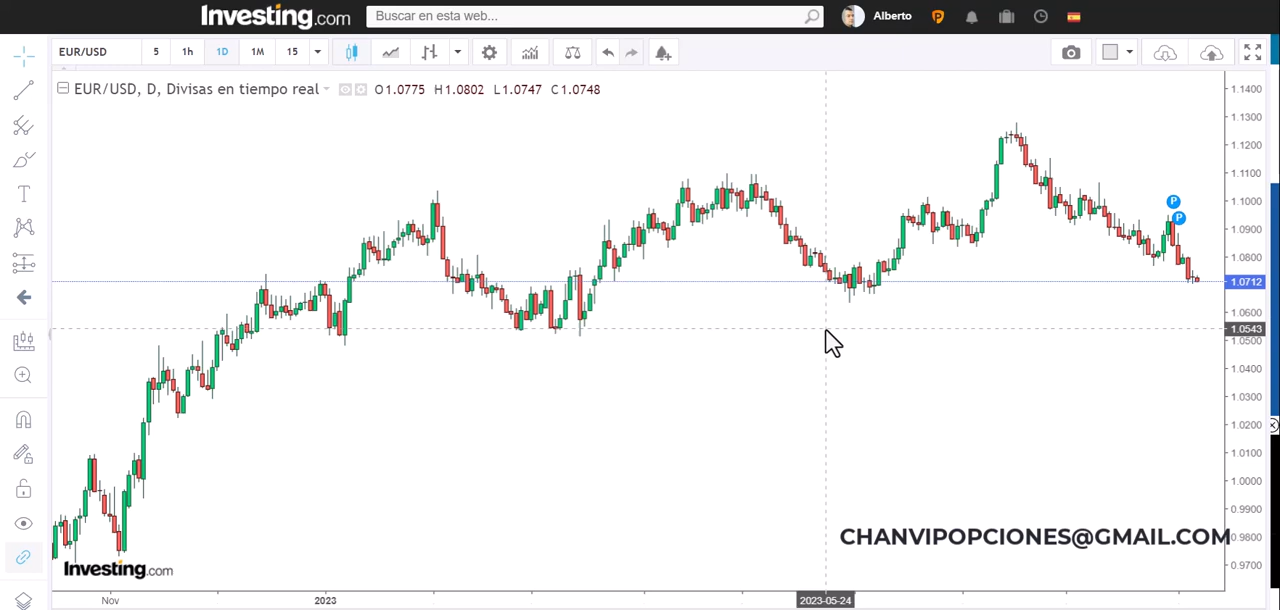 Investing.com
Buscar en esta web...
Alberto
P
EUR/USD
5
1h
1D
1M
15
EUR/USD, D, Divisas en tiempo real
O1.0775 H1.0802 L1.0747 C1.0748
T
1.1400
1.1300
1.1200
1.1100
1.1000
P
P
1.0900
1.0800
1.0712
1.0600
1.0543
1.0500
1.0400
1.0300
1.0200
1.0100
1.0000
0.9900
CHANVIPOPCIONES@GMAIL.COM
0.9800
0.9700
Investing.com
Nov
2023
2023-05-24